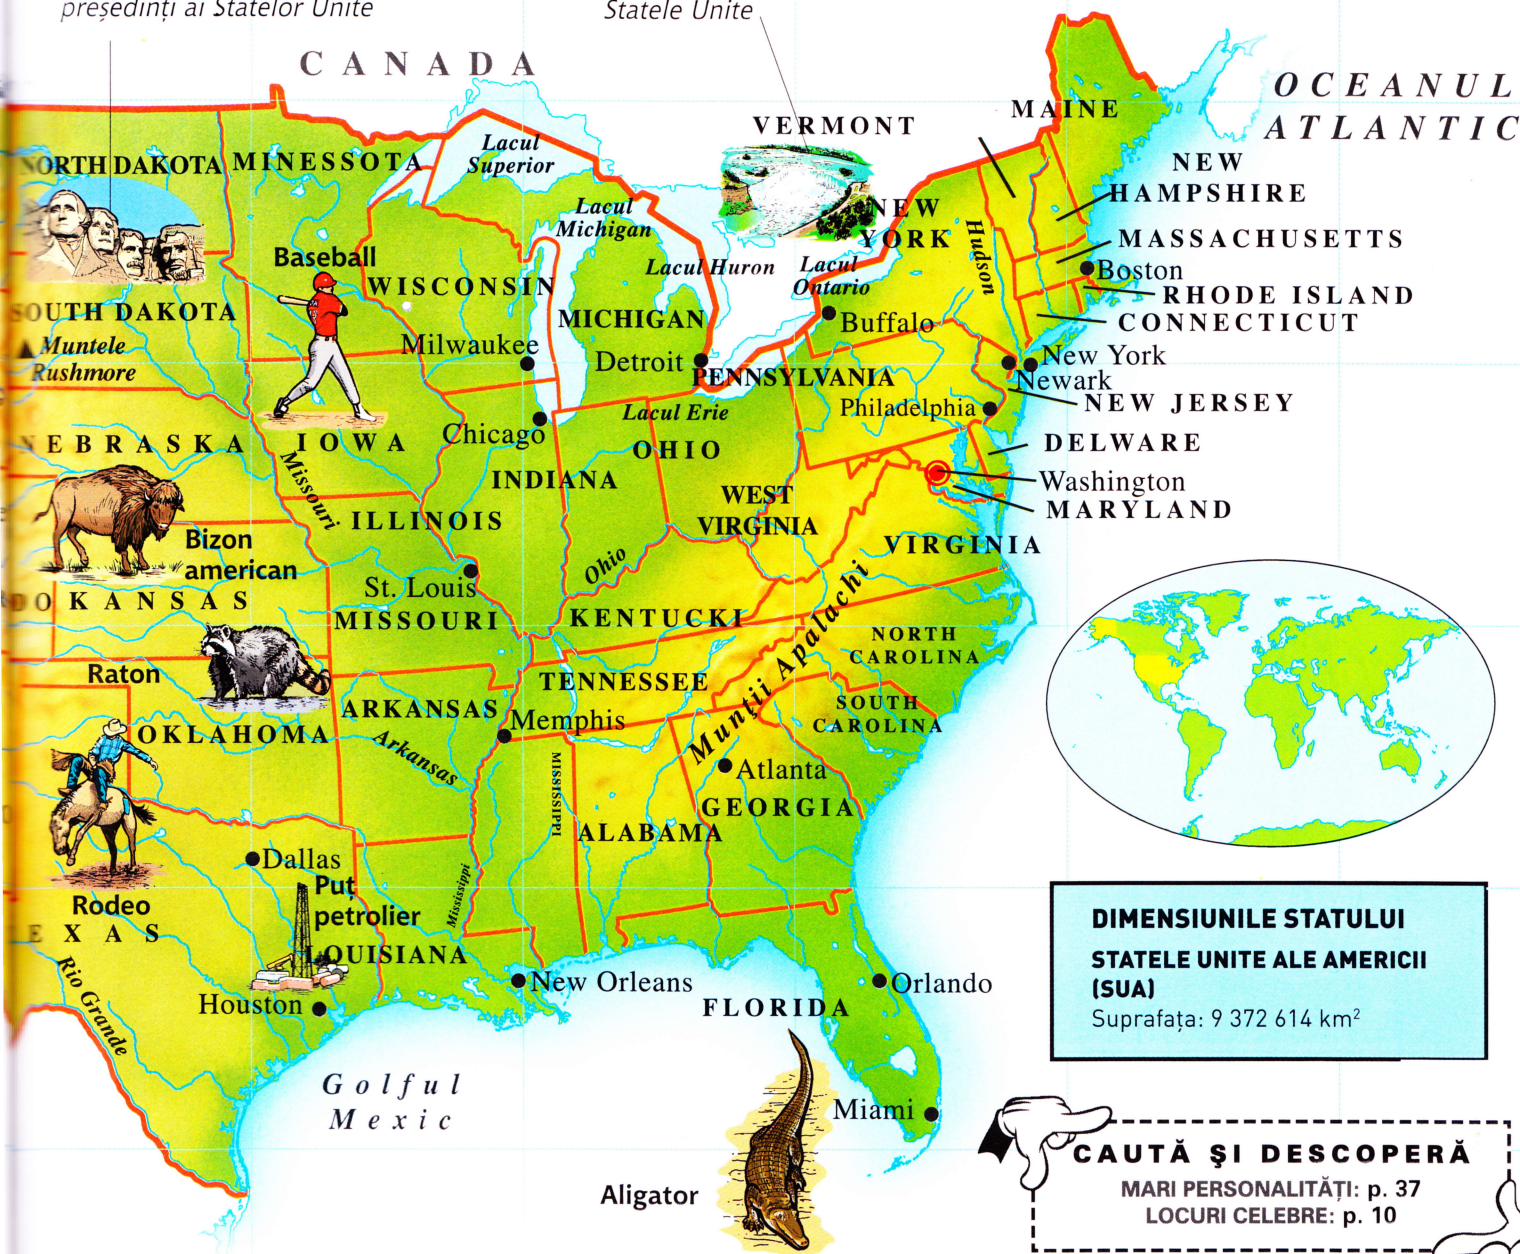 președinți ai Statelor Unite
Statele Unite
CANADA
OCEANUL
ATLANTIC
MAINE
VERMONT
NEW
HAMPSHIRE
NORTH DAKOTA
MINESSOTA
Lacul
Superior
Lacul
Michigan
NEW
YORK
Hudson
MASSACHUSETTS
Boston
Baseball
WISCONSIN
Lacul Huron
Lacul
Ontario
RHODE ISLAND
SOUTH DAKOTA
MICHIGAN
Buffalo
CONNECTICUT
Muntele
Rushmore
Milwaukee
Detroit
New York
PENNSYLVANIA
Newark
NEW JERSEY
Lacul Erie
Philadelphia
NEBRASKA
IOWA
Chicago
OHIO
DELWARE
Missouri
INDIANA
WEST
VIRGINIA
Washington
MARYLAND
ILLINOIS
Bizon
american
Ohio
VIRGINIA
DO
KANSAS
St. Louis
MISSOURI
KENTUCKI
NORTH
CAROLINA
Munții Apalachi
Raton
TENNESSEE
ARKANSAS
Memphis
SOUTH
CAROLINA
OKLAHOMA
Arkansas
MISSISSIPPI
Atlanta
GEORGIA
ALABAMA
Dallas
Puț
petrolier
Mississippi
Rodeo
EXAS
LOUISIANA
Rio Grande
Houston
New Orleans
FLORIDA
Orlando
Golful
Mexic
Miami
Aligator
DIMENSIUNILE STATULUI
STATELE UNITE ALE AMERICII
(SUA)
Suprafața: 9 372 614 km²
CAUTĂ ŞI DESCOPERĂ
MARI PERSONALITĂȚI: p. 37
LOCURI CELEBRE: p. 10